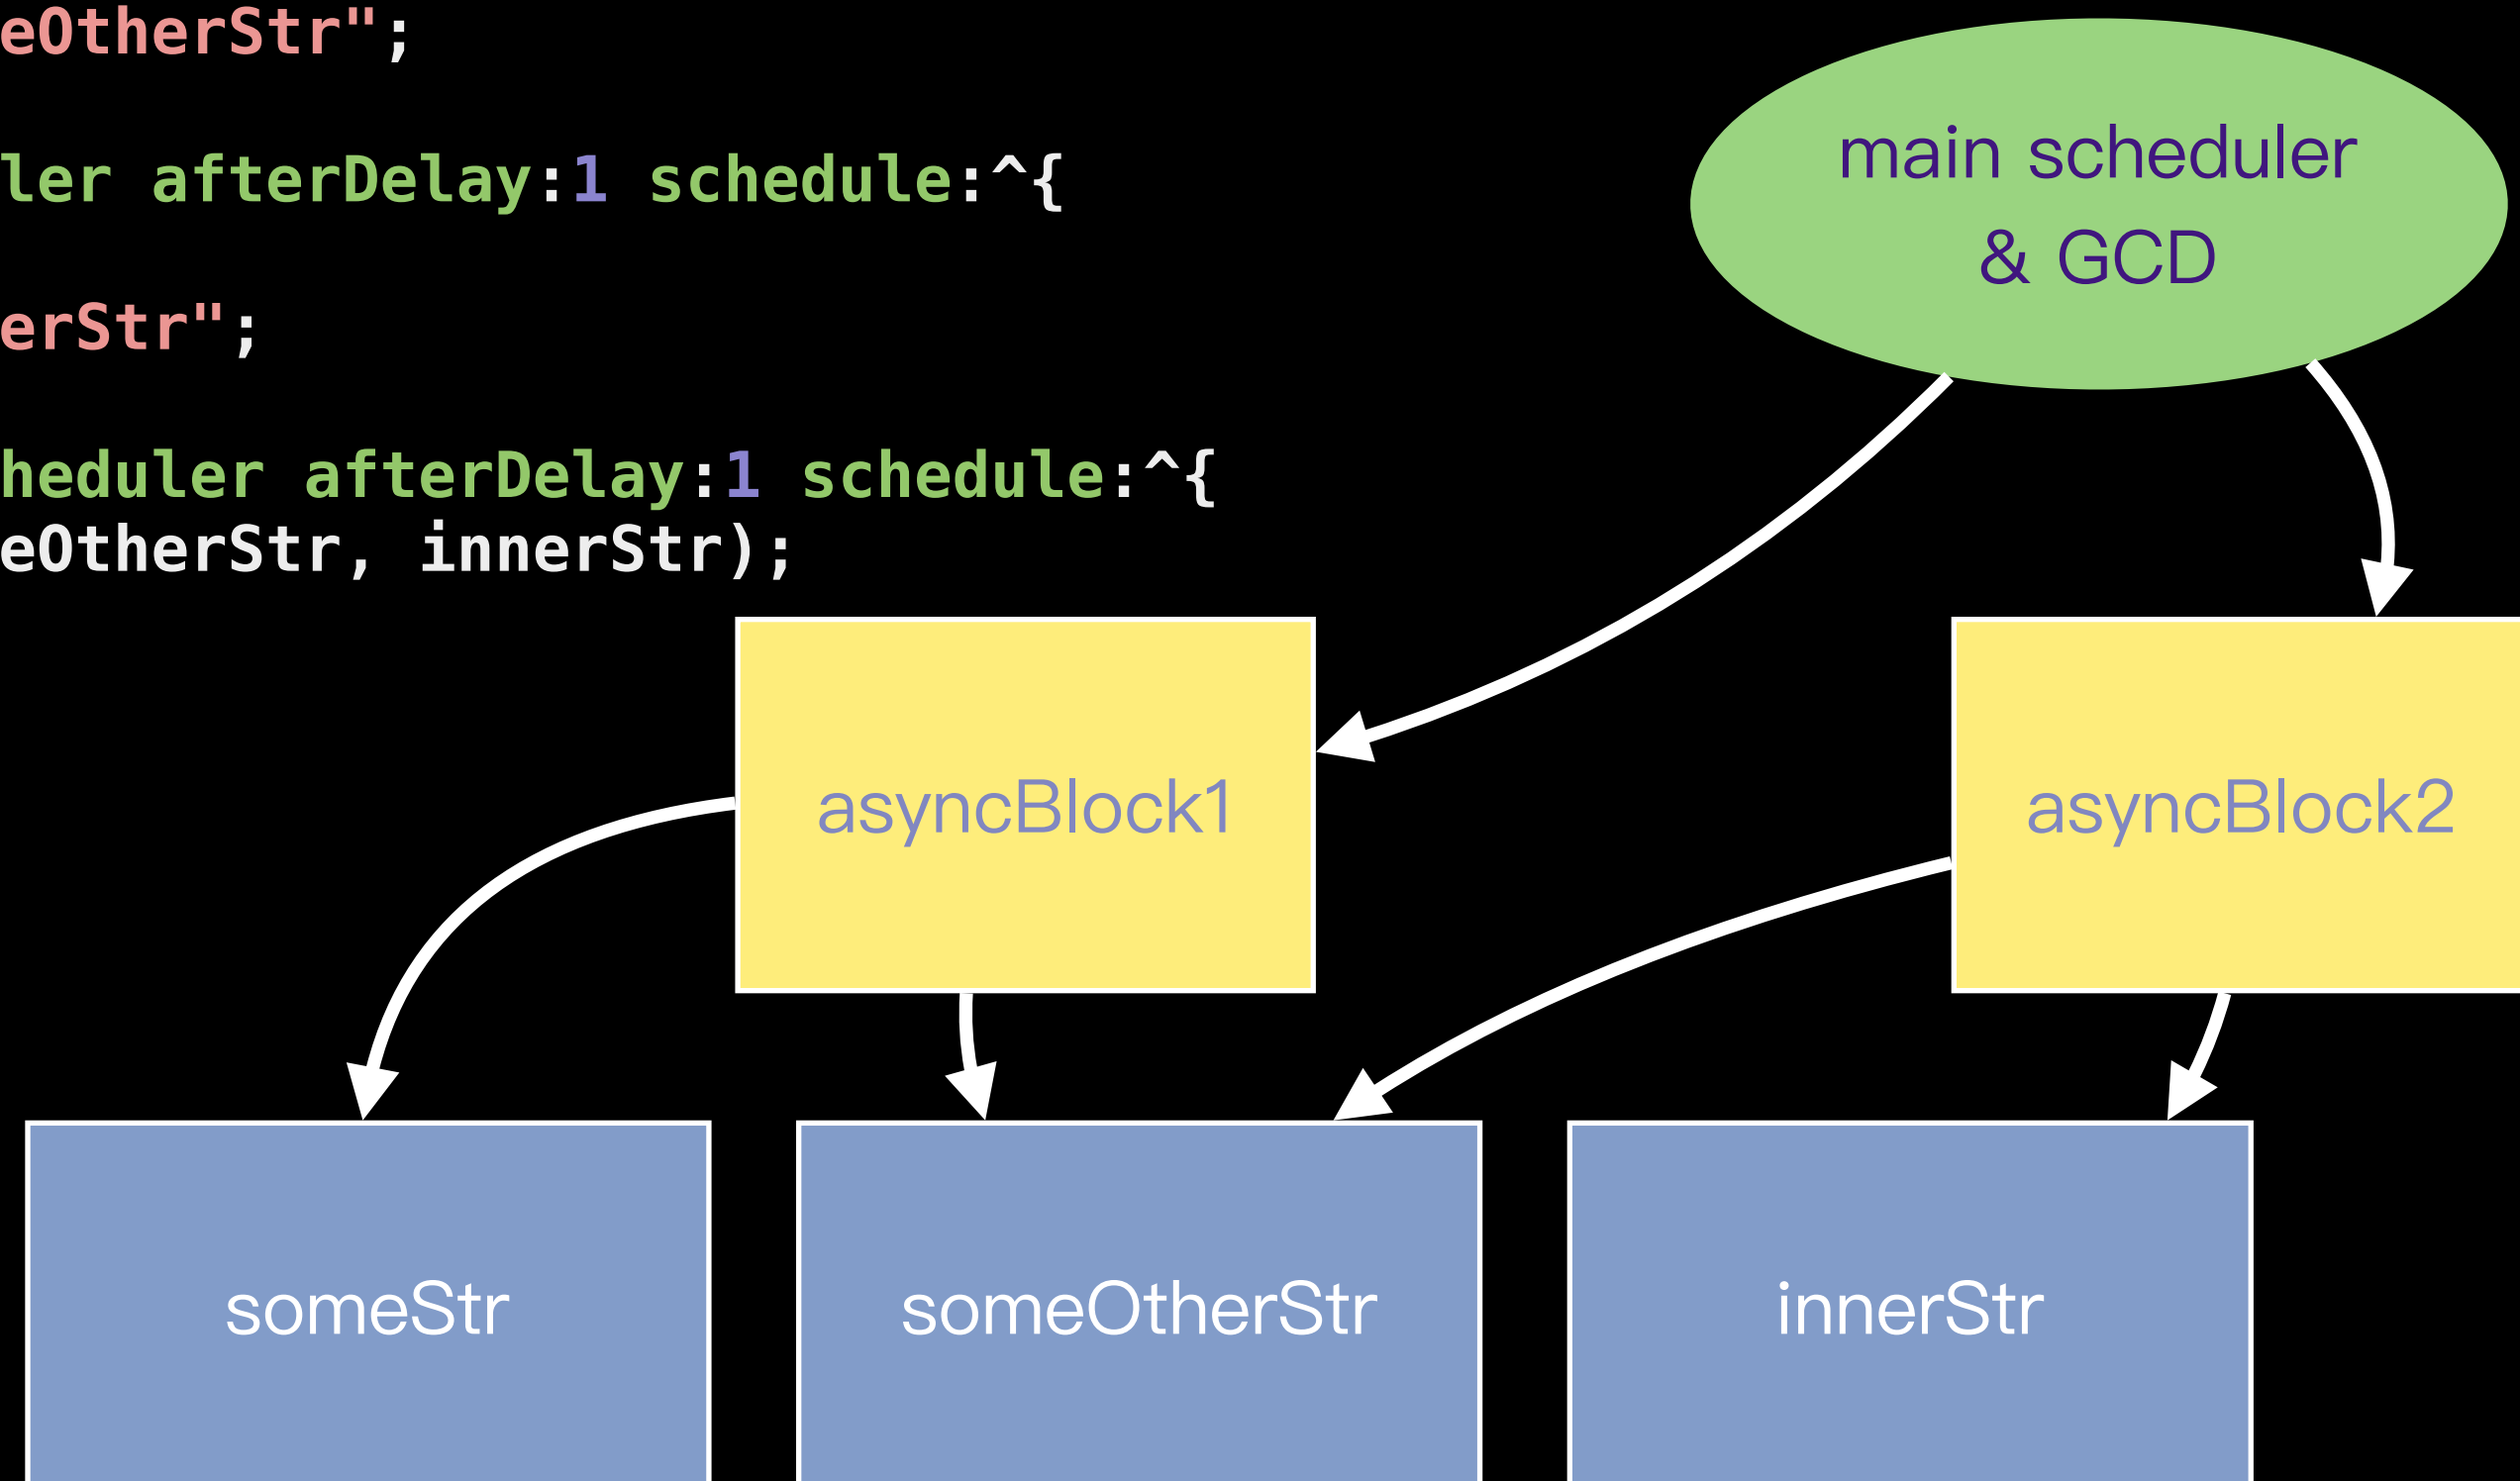 eOtherStr";
ler afterDelay:1 schedule:^{
erStr";
heduler afterDelay:1 schedule:^{
eOtherStr, innerStr);
main scheduler
& GCD
asyncBlock1
asyncBlock2
someStr
someOtherStr
innerStr